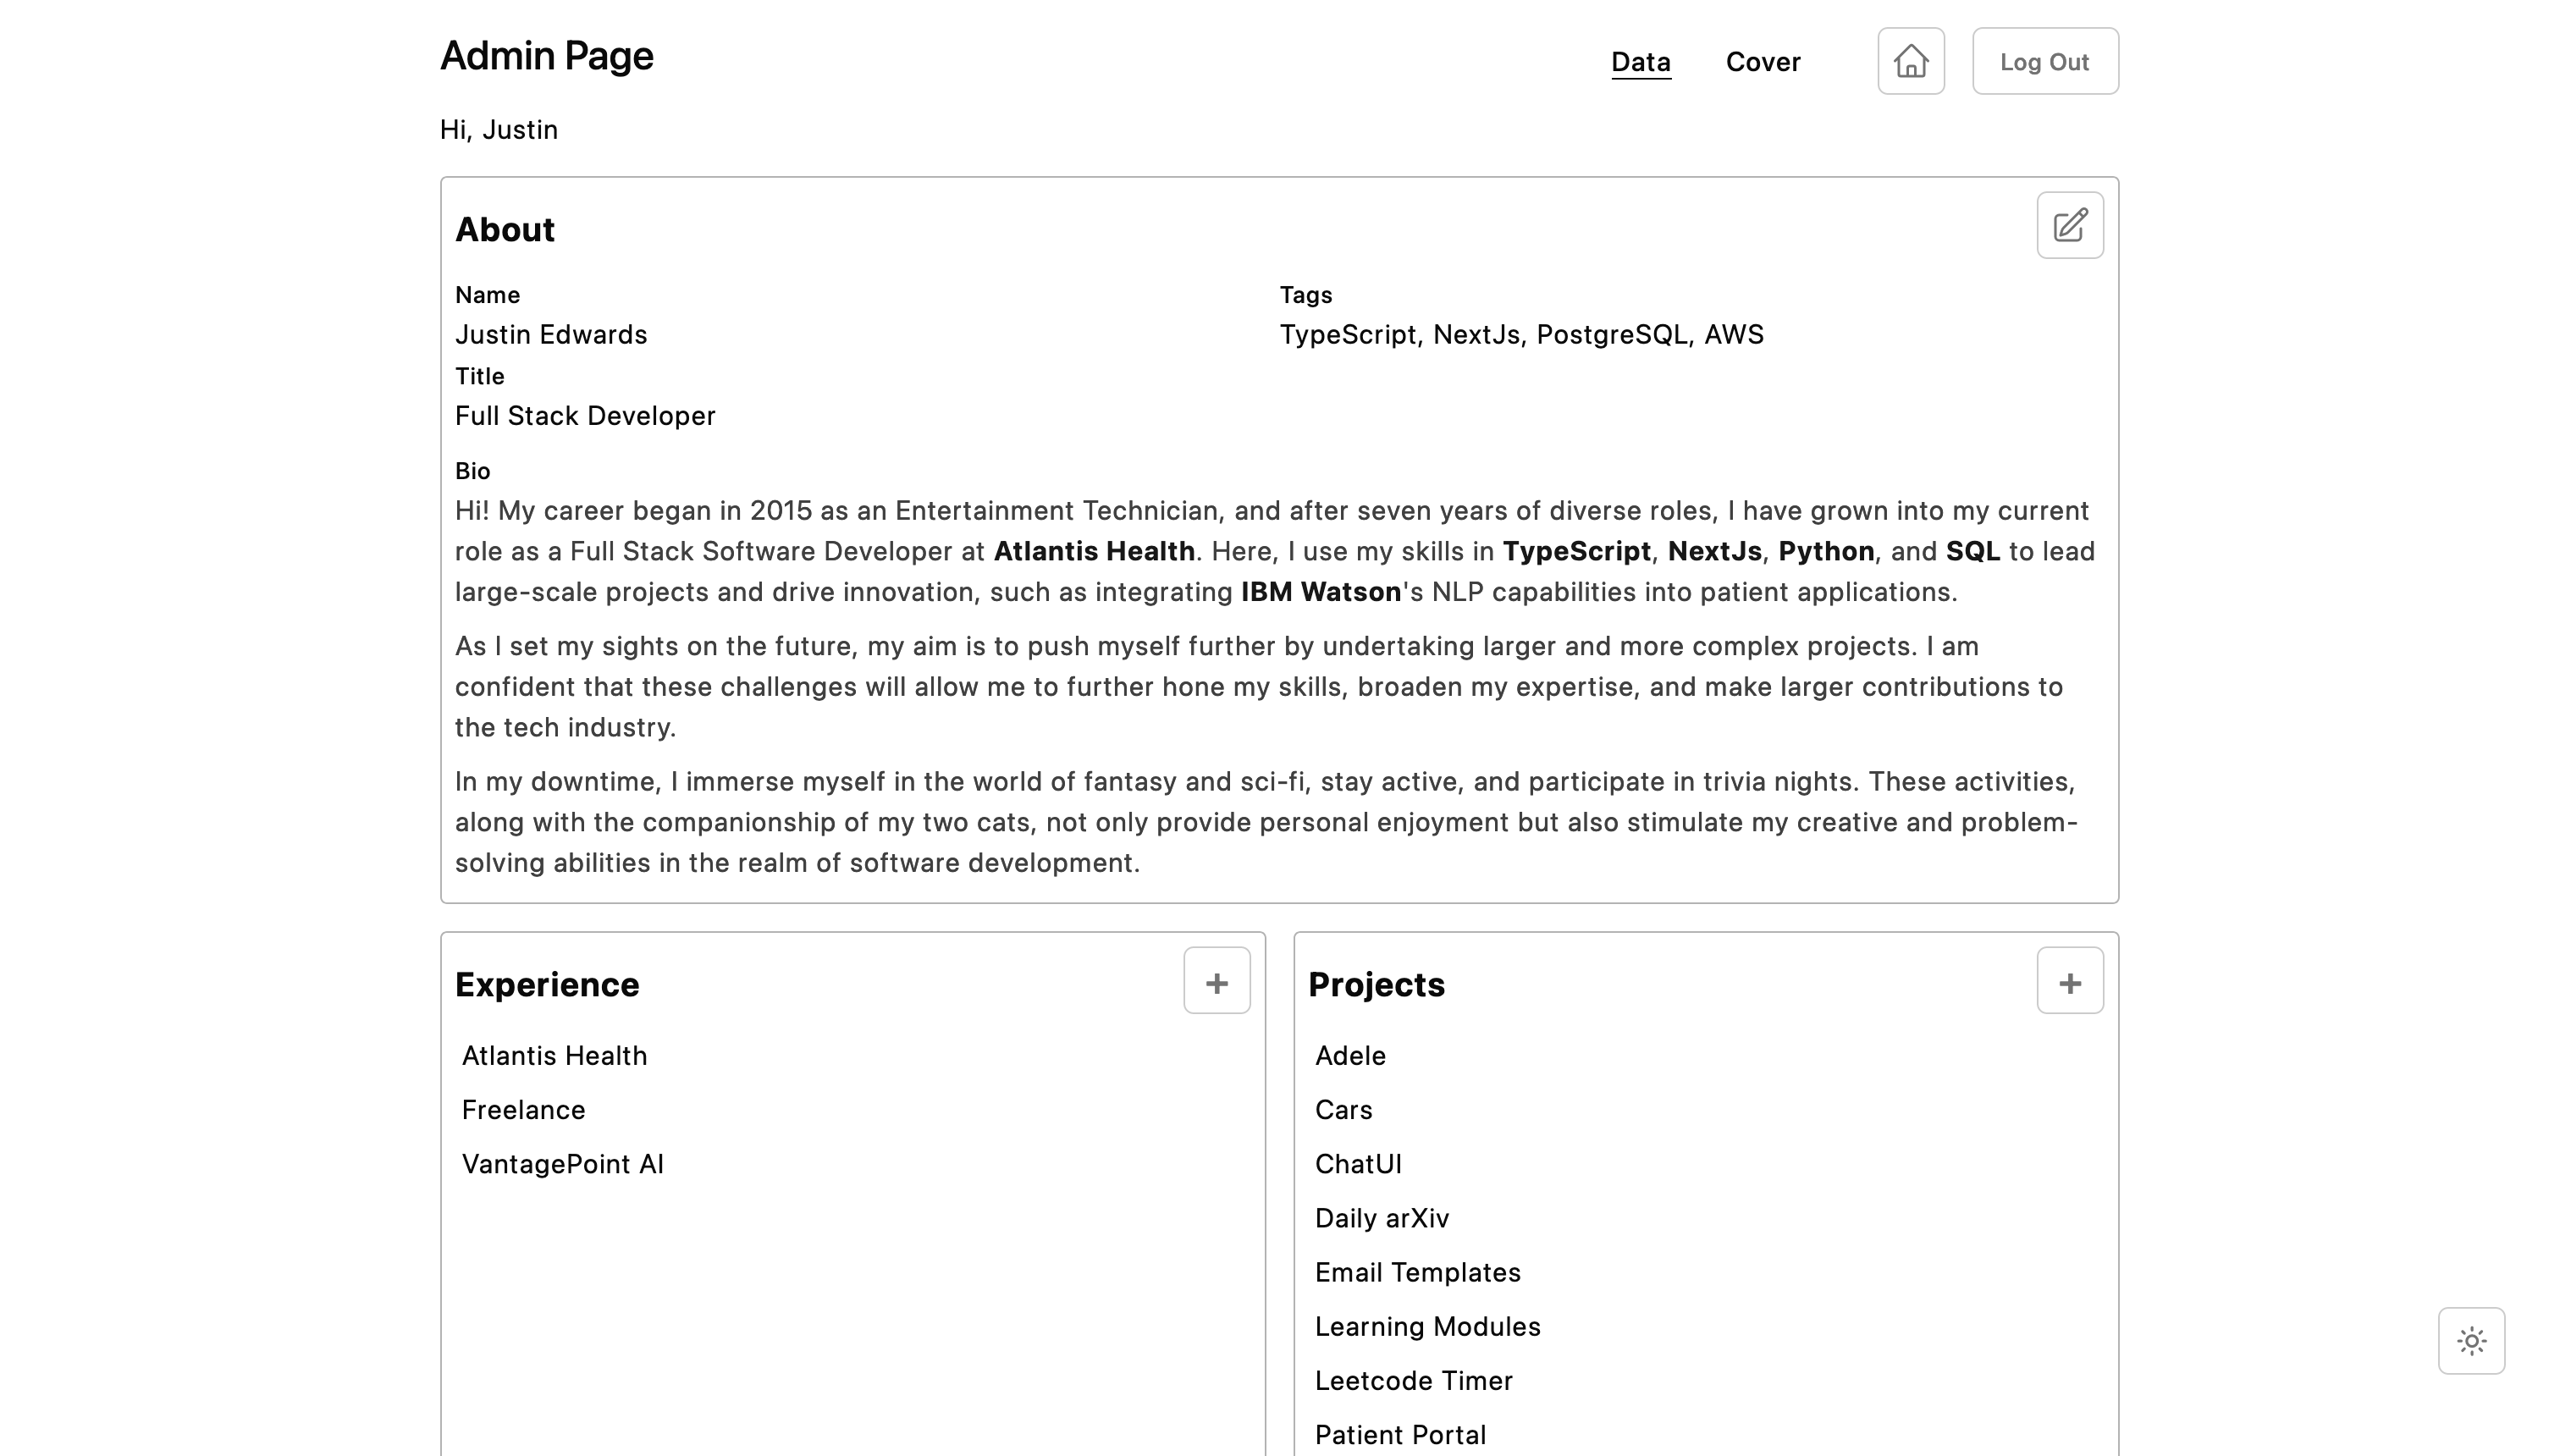 Admin Page
Data
Cover
Log Out
Hi, Justin
About
Name
Justin Edwards
Tags
TypeScript, NextJs, PostgreSQL, AWS
Title
Full Stack Developer
Bio
Hi! My career began in 2015 as an Entertainment Technician, and after seven years of diverse roles, I have grown into my current
role as a Full Stack Software Developer at Atlantis Health. Here, I use my skills in TypeScript, NextJs, Python, and SQL to lead
large-scale projects and drive innovation, such as integrating IBM Watson's NLP capabilities into patient applications.
As I set my sights on the future, my aim is to push myself further by undertaking larger and more complex projects. I am
confident that these challenges will allow me to further hone my skills, broaden my expertise, and make larger contributions to
the tech industry.
In my downtime, I immerse myself in the world of fantasy and sci-fi, stay active, and participate in trivia nights. These activities,
along with the companionship of my two cats, not only provide personal enjoyment but also stimulate my creative and problem-
solving abilities in the realm of software development.
Experience
Atlantis Health
Freelance
VantagePoint AI
Projects
Adele
Cars
ChatUI
Daily arXiv
Email Templates
Learning Modules
Leetcode Timer
Patient Portal